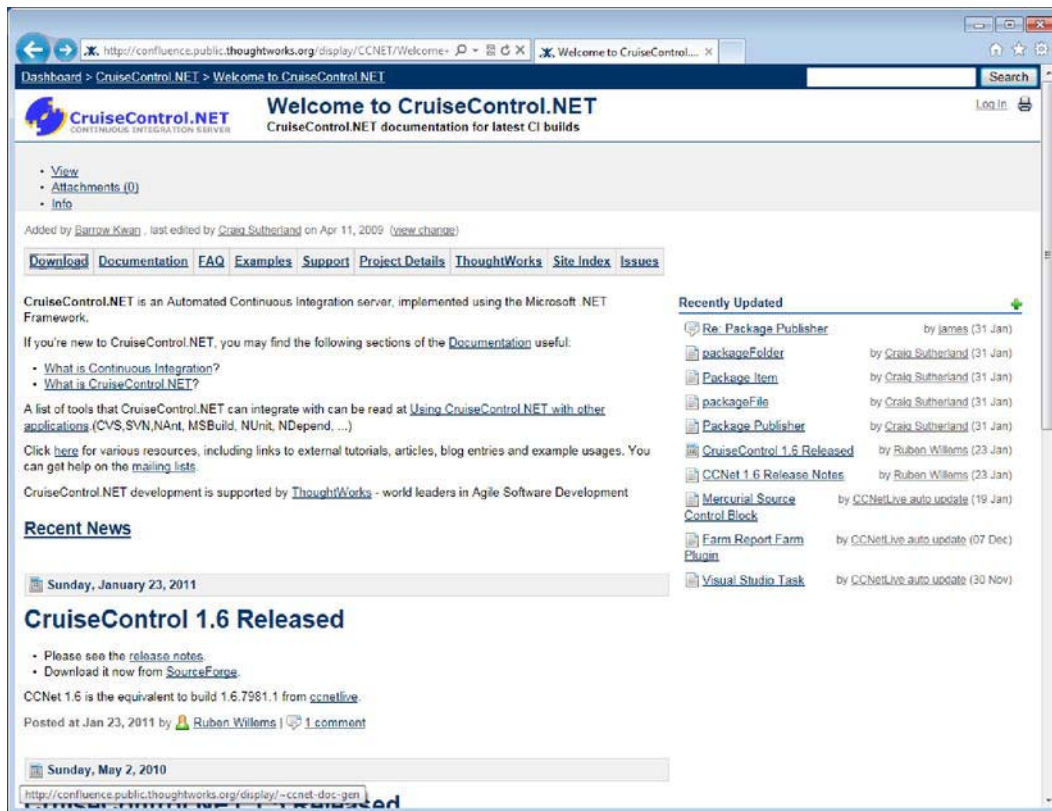 http://confluence.public.thoughtworks.org/display/CCNET/Welcome+
Welcome to CruiseControl....
Dashboard > CruiseControl.NET > Welcome to CruiseControl.NET
Search
CruiseControl.NET
CONTINUOUS INTEGRATION SERVER
Welcome to CruiseControl.NET
CruiseControl.NET documentation for latest CI builds
Log In
• View
• Attachments (0)
• Info
Added by Barrow Kwan , last edited by Craig Sutherland on Apr 11, 2009 (view change)
Download Documentation FAQ Examples Support Project Details ThoughtWorks Site Index Issues
CruiseControl.NET is an Automated Continuous Integration server, implemented using the Microsoft .NET
Framework.
If you're new to CruiseControl.NET, you may find the following sections of the Documentation useful:
• What is Continuous Integration?
• What is CruiseControl.NET?
A list of tools that CruiseControl.NET can integrate with can be read at Using CruiseControl.NET with other
applications.(CVS,SVN,NAnt, MSBuild, NUnit, NDepend, ...)
Click here for various resources, including links to external tutorials, articles, blog entries and example usages. You
can get help on the mailing lists.
CruiseControl.NET development is supported by ThoughtWorks - world leaders in Agile Software Development
Recent News
Sunday, January 23, 2011
CruiseControl 1.6 Released
• Please see the release notes.
• Download it now from SourceForge.
CCNet 1.6 is the equivalent to build 1.6.7981.1 from ccnetlive.
Posted at Jan 23, 2011 by Ruben Willems | 1 comment
Sunday, May 2, 2010
http://confluence.public.thoughtworks.org/display/~ccnet-doc-gen
Recently Updated
Re: Package Publisher by james (31 Jan)
packageFolder by Craig Sutherland (31 Jan)
Package Item by Craig Sutherland (31 Jan)
packageFile by Craig Sutherland (31 Jan)
Package Publisher by Craig Sutherland (31 Jan)
CruiseControl 1.6 Released by Ruben Willems (23 Jan)
CCNet 1.6 Release Notes by Ruben Willems (23 Jan)
Mercurial Source by CCNetLive auto update (19 Jan)
Control Block
Farm Report Farm by CCNetLive auto update (07 Dec)
Plugin
Visual Studio Task by CCNetLive auto update (30 Nov)